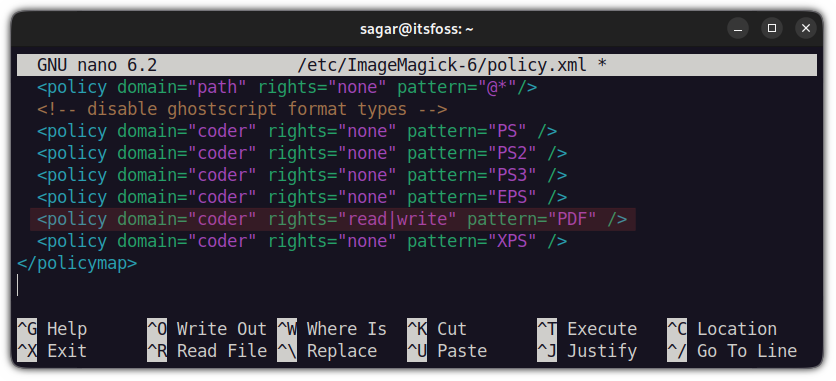 sagar@itsfoss: ~
GNU nano 6.2 /etc/ImageMagick-6/policy.xml *
<policy domain="path" rights="none" pattern="@*"/>
<!-- disable ghostscript format types -->
<policy domain="coder" rights="none" pattern="PS" />
<policy domain="coder" rights="none" pattern="PS2" />
<policy domain="coder" rights="none" pattern="PS3" />
<policy domain="coder" rights="none" pattern="EPS" />
<policy domain="coder" rights="read|write" pattern="PDF" />
<policy domain="coder" rights="none" pattern="XPS" />
</policymap>
^G Help ^O Write Out ^W Where Is ^K Cut ^T Execute ^C Location
^X Exit ^R Read File ^\ Replace ^U Paste ^J Justify ^/ Go To Line